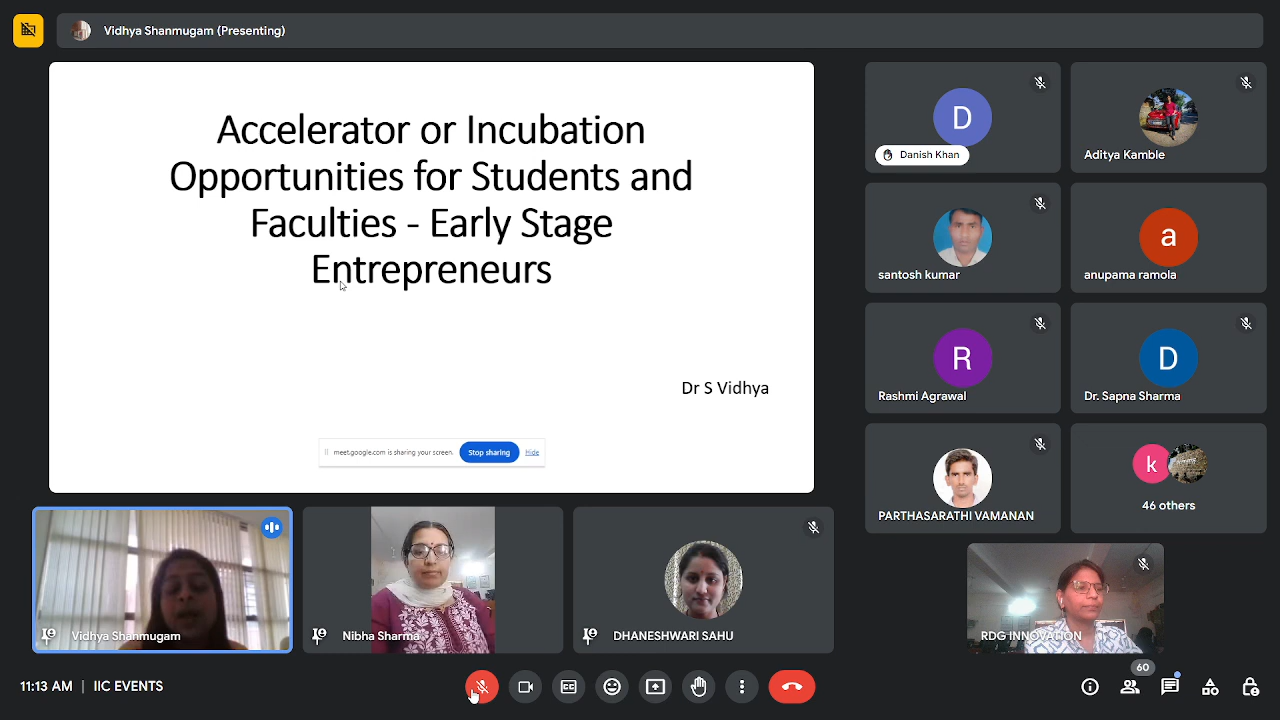 Vidhya Shanmugam (Presenting)
Accelerator or Incubation
Opportunities for Students and
Faculties - Early Stage
Entrepreneurs
Dr S Vidhya
meet.google.com is sharing your screen.
Stop sharing
Hide
D
Danish Khan
Aditya Kamble
santosh kumar
a
anupama ramola
R
Rashmi Agrawal
D
Dr. Sapna Sharma
PARTHASARATHI VAMANAN
k
46 others
Vidhya Shanmugam
Nibha Sharma
DHANESHWARI SAHU
RDG INNOVATION
11:13 AM | IIC EVENTS
CC
60